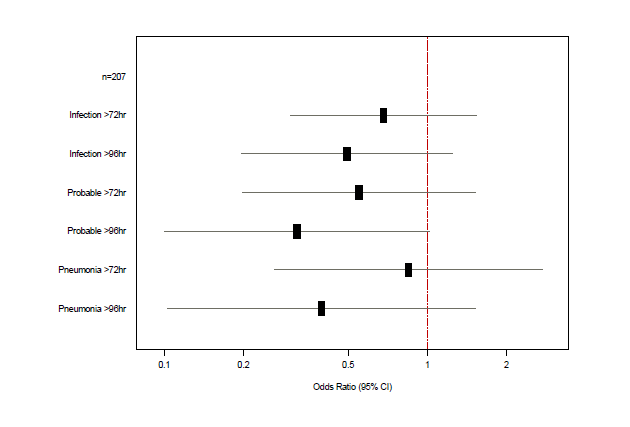 n=207
Infection >72hr
Infection >96hr
Probable >72hr
Probable >96hr
Pneumonia >72hr
Pneumonia >96hr
0.1 0.2 0.5 1 2
Odds Ratio (95% CI)